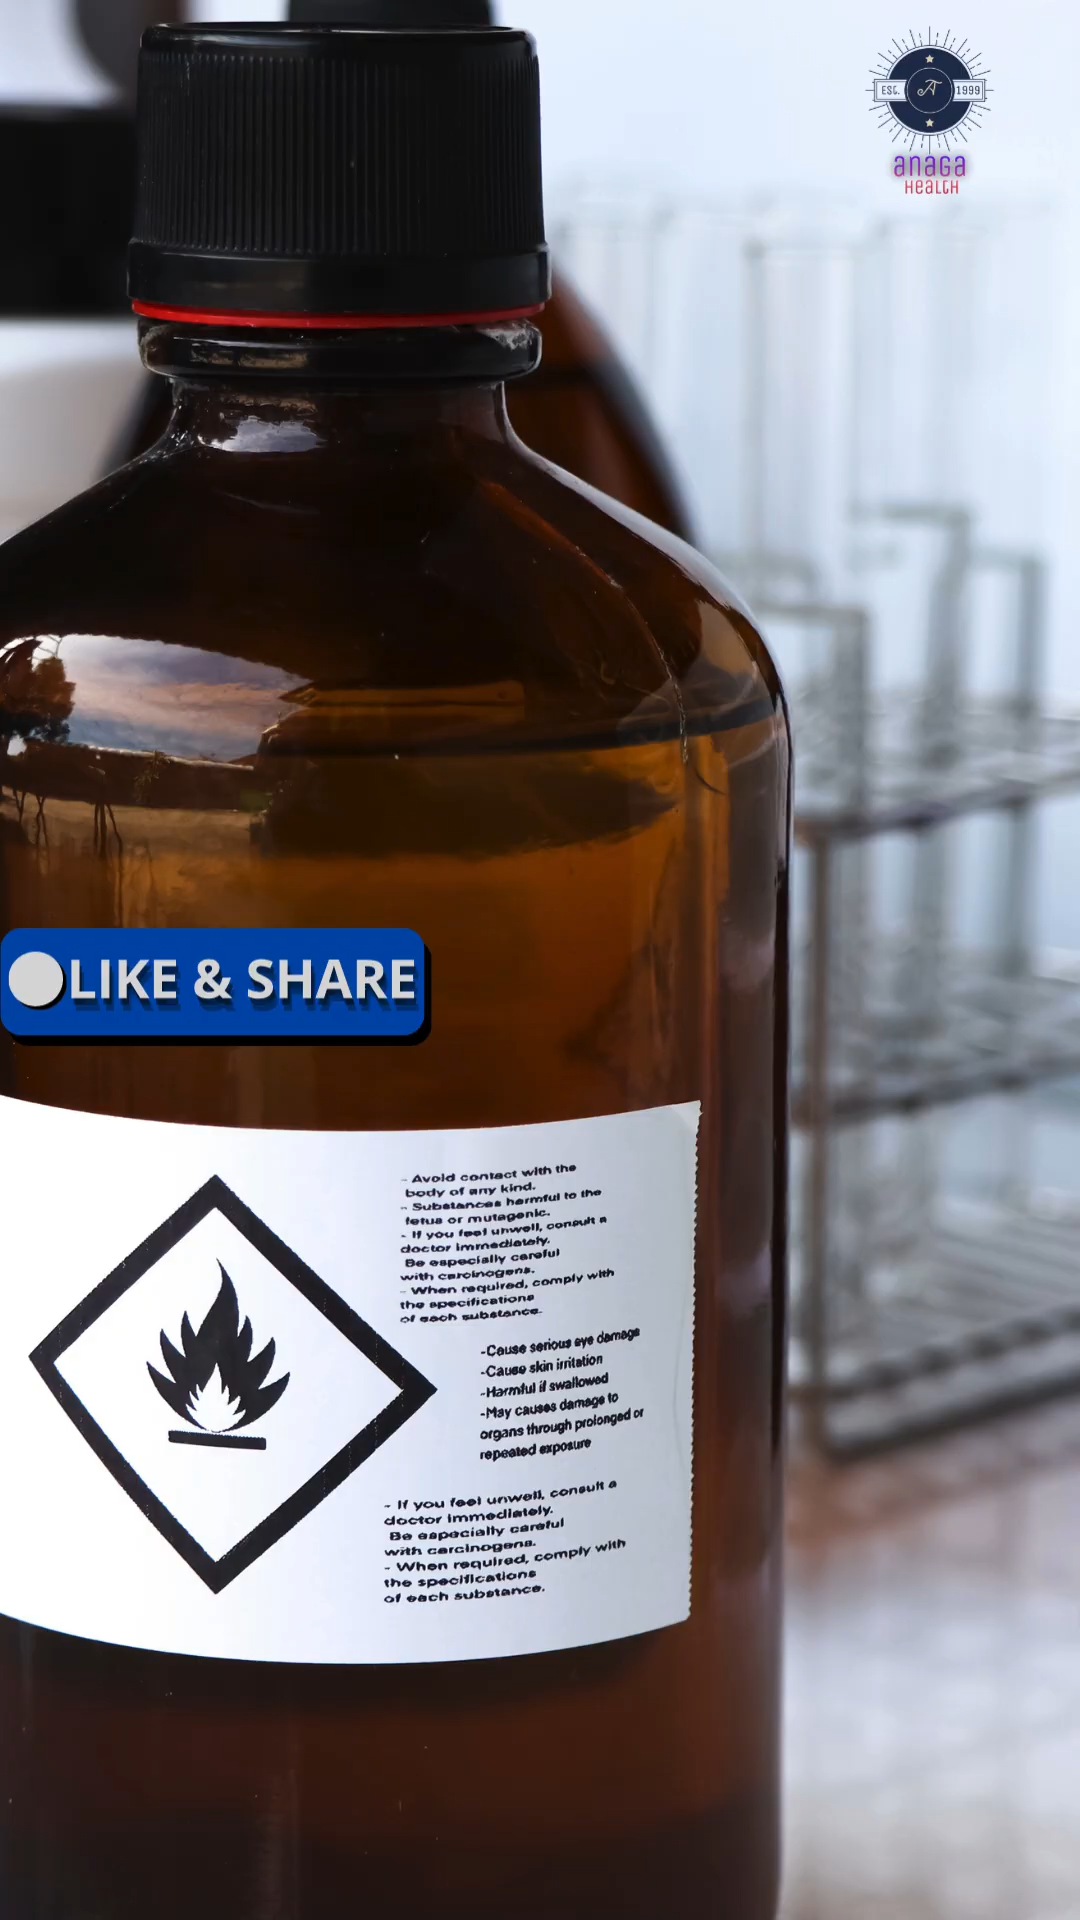 EST. 1999
anaga
HEALTH
LIKE & SHARE
- Avoid contact with the
body of any kind.
- Substances harmful to the
fetus or mutagenic.
- If you feel unwell, consult a
doctor immediately.
Be especially careful
with carcinogens.
- When required, comply with
the specifications
of each substance.
-Cause serious eye damage
-Cause skin irritation
-Harmful if swallowed
-May causes damage to
organs through prolonged or
repeated exposure
- If you feel unwell, consult a
doctor immediately.
Be especially careful
with carcinogens.
- When required, comply with
the specifications
of each substance.